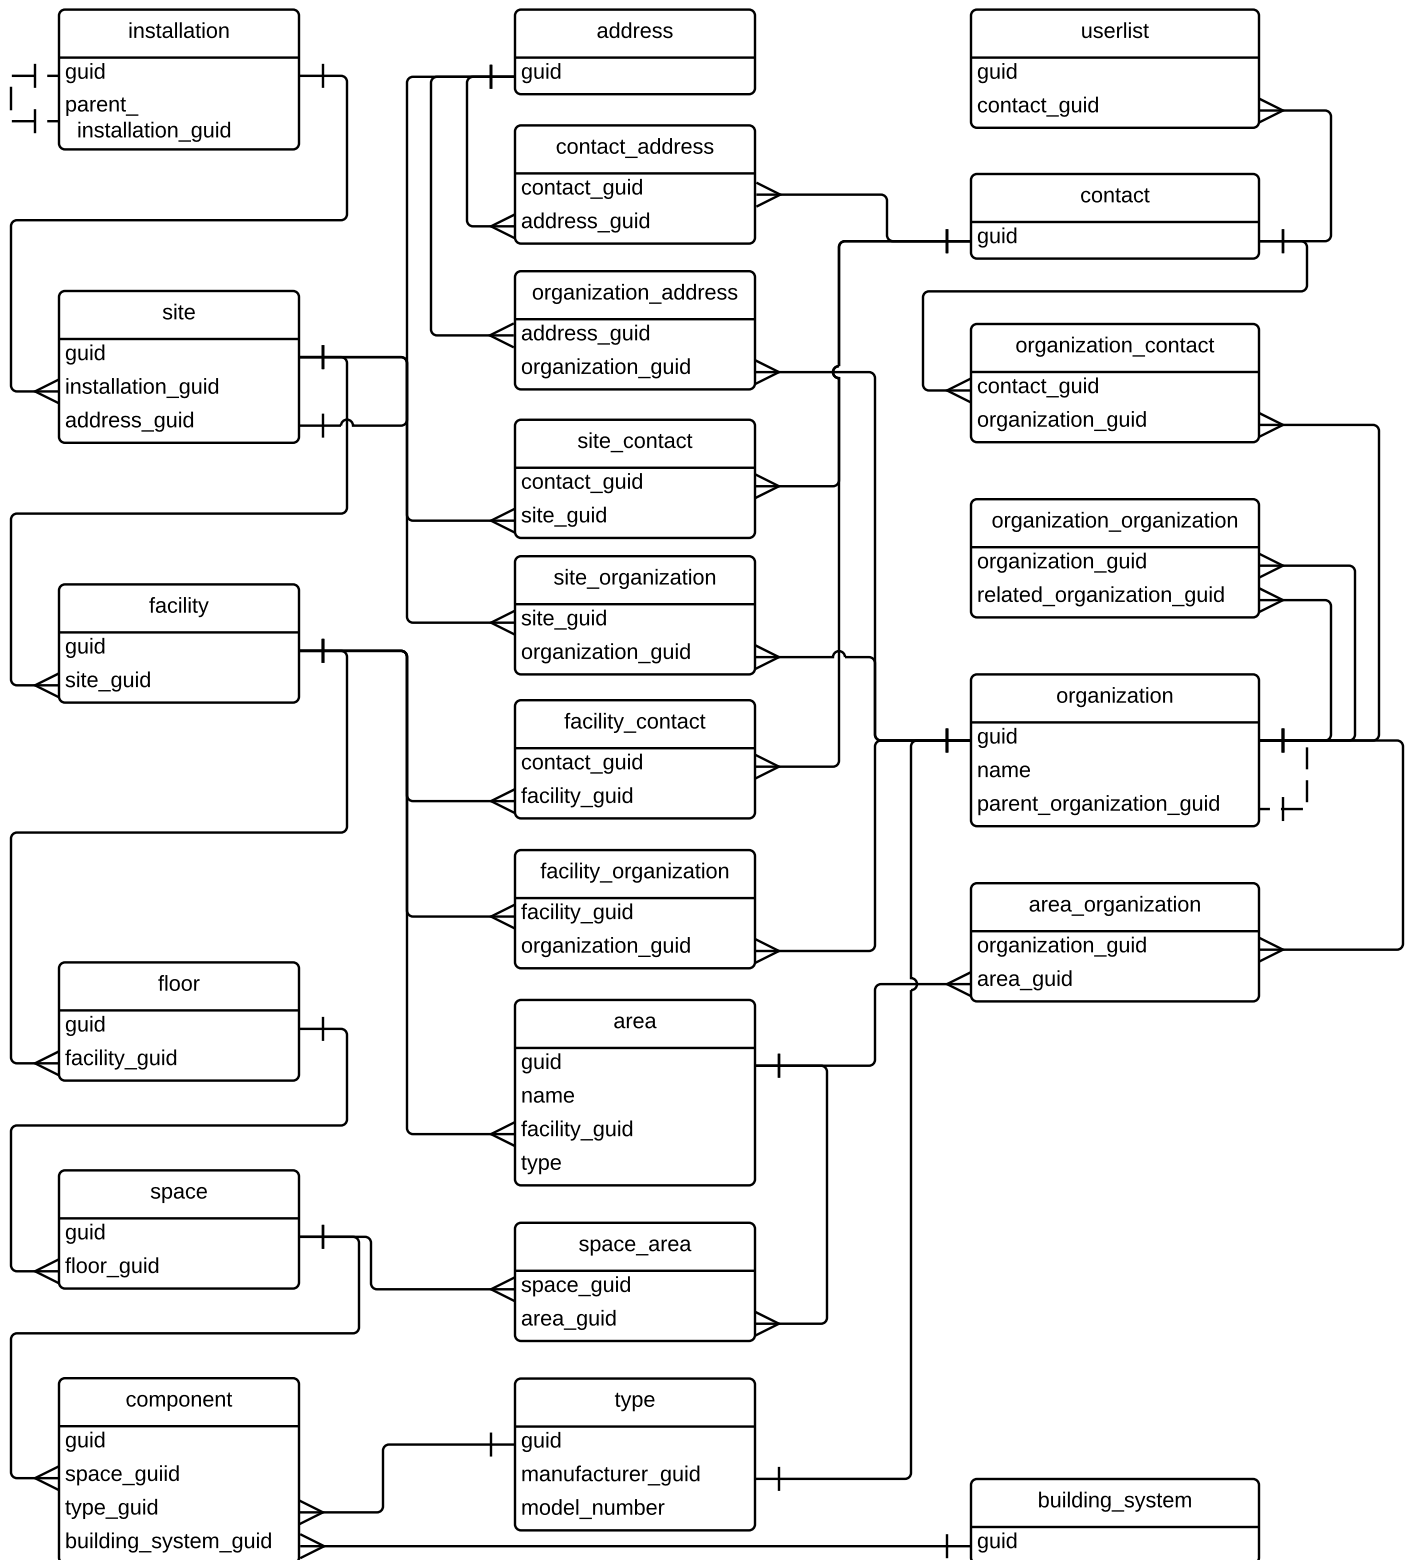 installation
guid
parent_
installation_guid
site
guid
installation_guid
address_guid
facility
guid
site_guid
floor
guid
facility_guid
space
guid
floor_guid
component
guid
space_guiid
type_guid
building_system_guid
address
guid
contact_address
contact_guid
address_guid
organization_address
address_guid
organization_guid
site_contact
contact_guid
site_guid
site_organization
site_guid
organization_guid
facility_contact
contact_guid
facility_guid
facility_organization
facility_guid
organization_guid
area
guid
name
facility_guid
type
space_area
space_guid
area_guid
type
guid
manufacturer_guid
model_number
userlist
guid
contact_guid
contact
guid
organization_contact
contact_guid
organization_guid
organization_organization
organization_guid
related_organization_guid
organization
guid
name
parent_organization_guid
area_organization
organization_guid
area_guid
building_system
guid